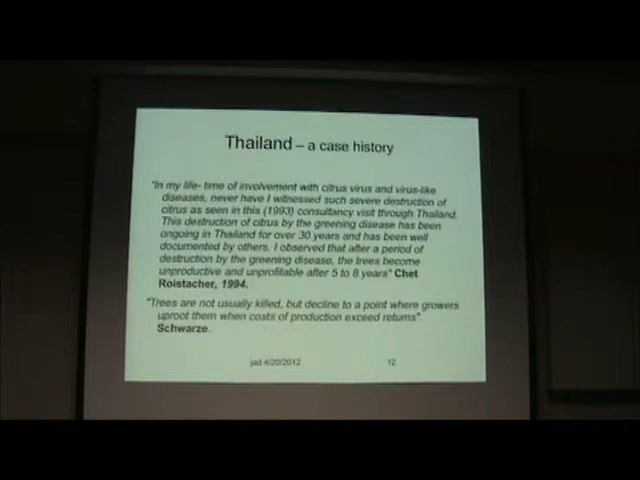 Thailand – a case history
"In my life- time of involvement with citrus virus and virus-like
diseases, never have I witnessed such severe destruction of
citrus as seen in this (1993) consultancy visit through Thailand.
This destruction of citrus by the greening disease has been
ongoing in Thailand for over 30 years and has been well
documented by others. I observed that after a period of
destruction by the greening disease, the trees become
unproductive and unprofitable after 5 to 8 years" Chet
Roistacher, 1994.
"Trees are not usually killed, but decline to a point where growers
uproot them when costs of production exceed returns".
Schwarze.
jad 4/20/2012
12